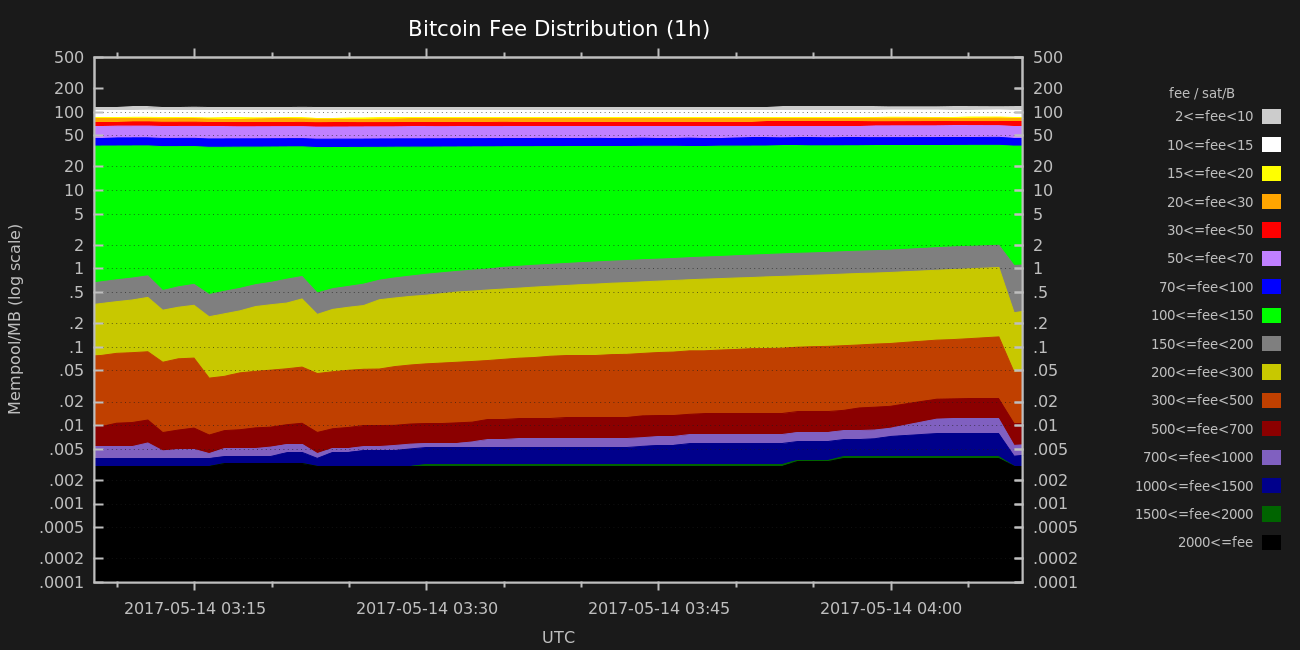 Bitcoin Fee Distribution (1h)
500
200
100
50
20
10
5
2
1
.5
.2
.1
.05
.02
.01
.005
.002
.001
.0005
.0002
.0001
Mempool/MB (log scale)
500
200
100
50
20
10
5
2
1
.5
.2
.1
.05
.02
.01
.005
.002
.001
.0005
.0002
.0001
2017-05-14 03:15
2017-05-14 03:30
2017-05-14 03:45
2017-05-14 04:00
UTC
fee / sat/B
2<=fee<10
10<=fee<15
15<=fee<20
20<=fee<30
30<=fee<50
50<=fee<70
70<=fee<100
100<=fee<150
150<=fee<200
200<=fee<300
300<=fee<500
500<=fee<700
700<=fee<1000
1000<=fee<1500
1500<=fee<2000
2000<=fee